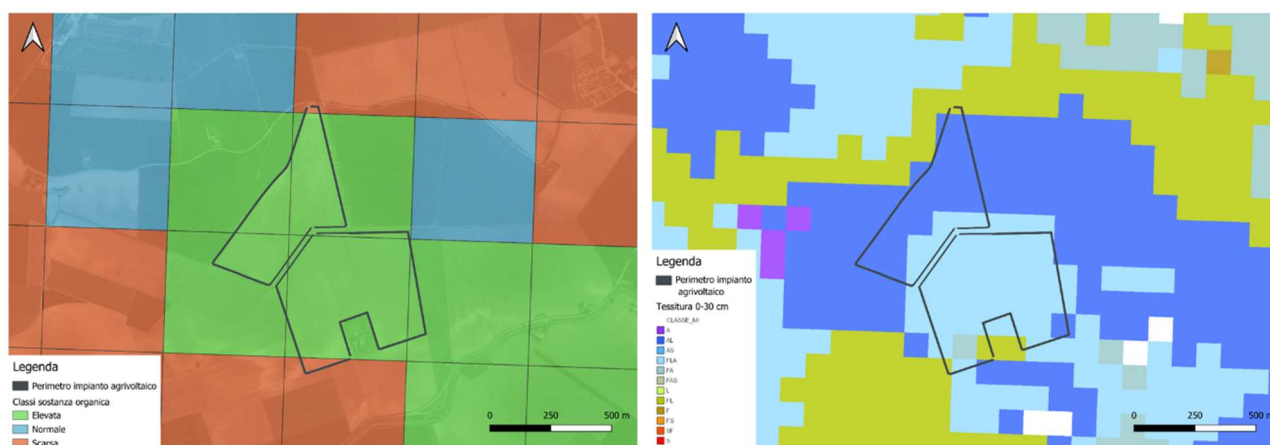 Legenda
Perimetro impianto agrivoltaico
Classi sostanza organica
Elevata
Normale
Scarsa
0 250 500 m
Legenda
Perimetro impianto
agrivoltaico
Tessitura 0-30 cm
A
AL
AS
FLA
FA
FAS
L
FL
F
FS
SF
S
0 250 500 m